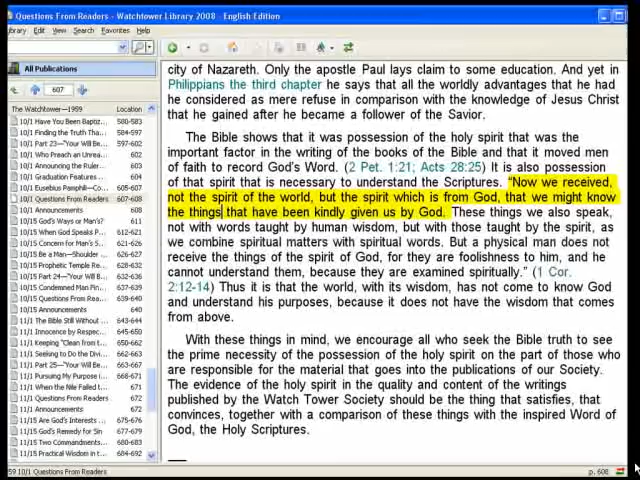 Questions From Readers - Watchtower Library 2008 - English Edition
Library Edit View Search Favorites Help
All Publications
607
The Watchtower—1959 Location
10/1 Have You Been Baptiz... 580-583
10/1 Finding the Truth Tha... 584-597
10/1 Part 23—"Your Will Be... 597-602
10/1 Who Preach an Unrea... 602
10/1 Announcing the Ruler... 603
10/1 Graduation Features ... 604
10/1 Eusebius Pamphili—Co... 605-606
10/1 Questions From Readers 607-608
10/1 Announcements 608
10/15 God's Ways or Man's? 611
10/15 When God Speaks P... 612-613
10/15 Concern for Man's Fo... 613-617
10/15 Be a Man—Shoulder ... 617-619
10/15 Prophetic Temple Re...
10/15 Part 24—"Your Will B... 
10/15 Condemned Man Fin... 
10/15 Questions From Rea... 639-640
10/15 Announcements 640
11/1 The Bible Still Without ... 643-644
11/1 Innocence by Respec...
11/1 Keeping "Clean from t...
11/1 Seeking to Do the Divi... 662-663
11/1 Part 25—"Your Will Be...
11/1 Pursuing My Purpose i... 668-671
11/1 When the Nile Failed t... 671
11/1 Questions From Readers 672
11/1 Announcements 672
11/15 Are God's Interests ... 675-676
11/15 God's Remedy for Sin 676-679
11/15 Two Commandments ... 680-683
11/15 Practical Wisdom in t... 684-692
59 10/1 Questions From Readers
city of Nazareth. Only the apostle Paul lays claim to some education. And yet in
Philippians the third chapter he says that all the worldly advantages that he had
he considered as mere refuse in comparison with the knowledge of Jesus Christ
that he gained after he became a follower of the Savior.
The Bible shows that it was possession of the holy spirit that was the
important factor in the writing of the books of the Bible and that it moved men
of faith to record God's Word. (2 Pet. 1:21; Acts 28:25) It is also possession
of that spirit that is necessary to understand the Scriptures. "Now we received,
not the spirit of the world, but the spirit which is from God, that we might know
the things that have been kindly given us by God. These things we also speak,
not with words taught by human wisdom, but with those taught by the spirit, as
we combine spiritual matters with spiritual words. But a physical man does not
receive the things of the spirit of God, for they are foolishness to him, and he
cannot understand them, because they are examined spiritually." (1 Cor.
2:12-14) Thus it is that the world, with its wisdom, has not come to know God
and understand his purposes, because it does not have the wisdom that comes
from above.
With these things in mind, we encourage all who seek the Bible truth to see
the prime necessity of the possession of the holy spirit on the part of those who
are responsible for the material that goes into the publications of our Society.
The evidence of the holy spirit in the quality and content of the writings
published by the Watch Tower Society should be the thing that satisfies, that
convinces, together with a comparison of these things with the inspired Word of
God, the Holy Scriptures.
p. 608